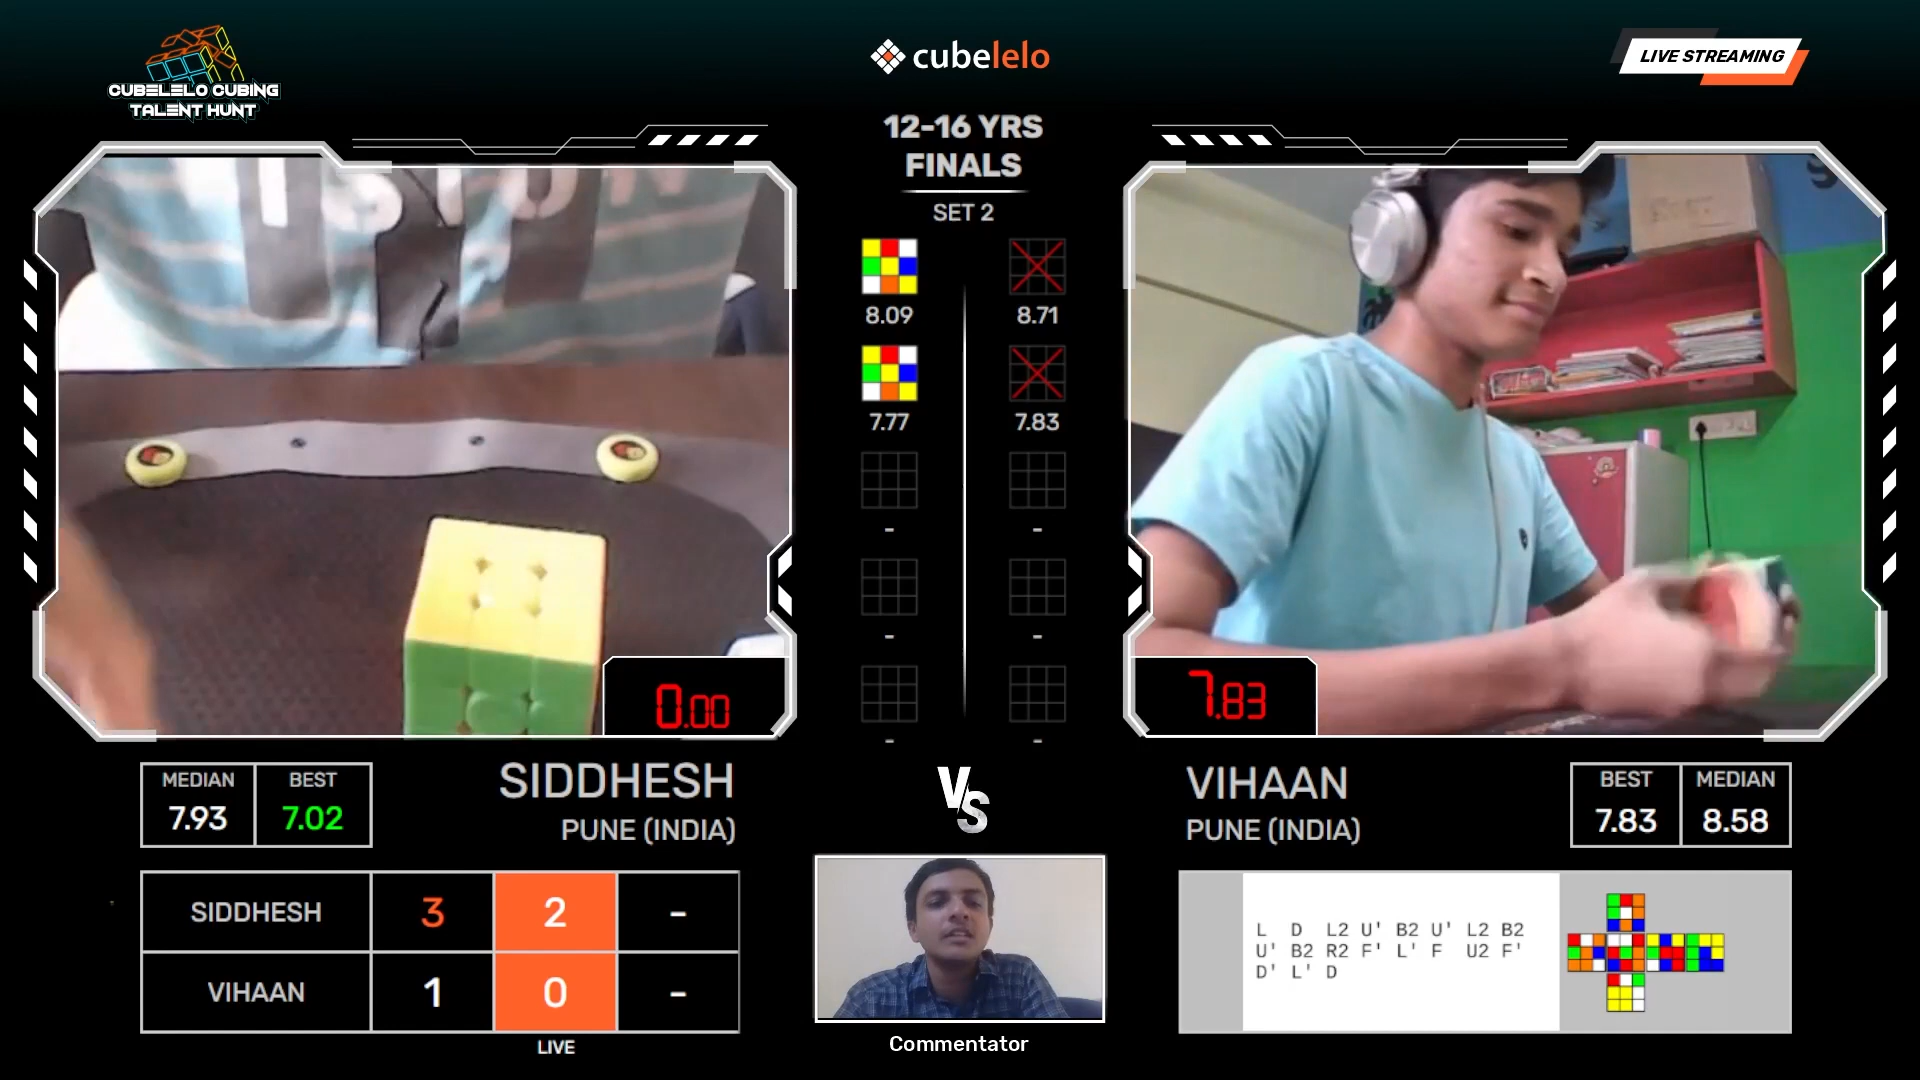 CUBELELO CUBING
TALENT HUNT
cubelelo
LIVE STREAMING
12-16 YRS
FINALS
SET 2
8.09
8.71
7.77
7.83
-
-
-
-
-
-
0.00
7.83
MEDIAN
7.93
BEST
7.02
SIDDHESH
PUNE (INDIA)
VS
VIHAAN
PUNE (INDIA)
BEST
7.83
MEDIAN
8.58
SIDDHESH 3 2 -
VIHAAN 1 0 -
LIVE
Commentator
L D L2 U' B2 U' L2 B2
U' B2 R2 F' L' F U2 F'
D' L' D